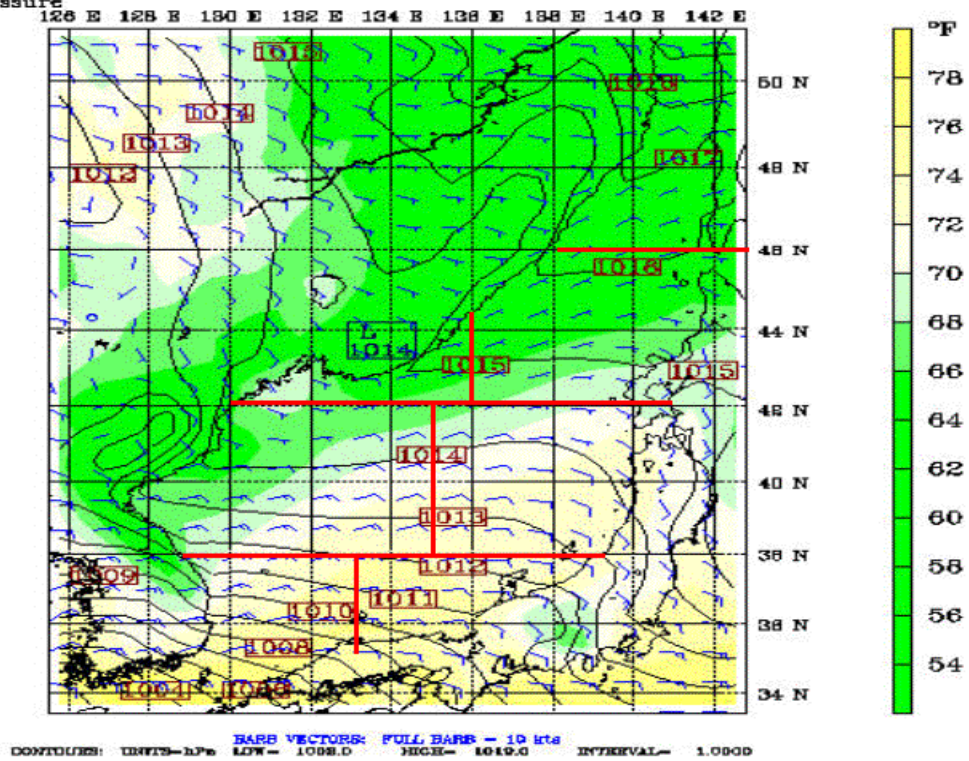 ssure
126 E 128 E 130 E 132 E 134 E 136 E 138 E 140 E 142 E
°F
1015
78
50 N
1014
76
1013
1017
48 N
1012
74
72
46 N
1016
70
L
1014
44 N
68
1015
1015
66
42 N
64
1014
62
40 N
1013
60
38 N
1012
1009
58
1011
1010
36 N
56
1008
54
1004
34 N
BARB VECTORS: FULL BARB = 10 kts
CONTOURS: UNITS=hPa LOW= HIGH= 1019.0 INTERVAL= 1.0000